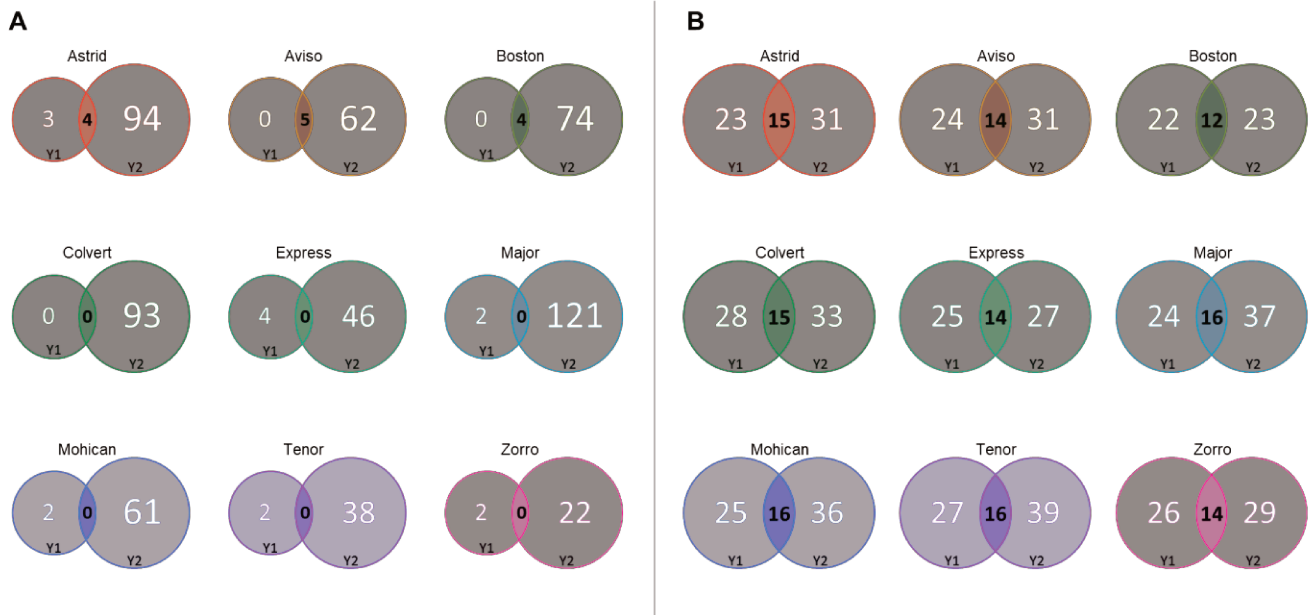 A
B
Astrid Aviso Boston
3 4 94 0 5 62 0 4 74
Y1 Y2 Y1 Y2 Y1 Y2
Colvert Express Major
0 0 93 4 0 46 2 0 121
Y1 Y2 Y1 Y2 Y1 Y2
Mohican Tenor Zorro
2 0 61 2 0 38 2 0 22
Y1 Y2 Y1 Y2 Y1 Y2
Astrid Aviso Boston
23 15 31 24 14 31 22 12 23
Y1 Y2 Y1 Y2 Y1 Y2
Colvert Express Major
28 15 33 25 14 27 24 16 37
Y1 Y2 Y1 Y2 Y1 Y2
Mohican Tenor Zorro
25 16 36 27 16 39 26 14 29
Y1 Y2 Y1 Y2 Y1 Y2